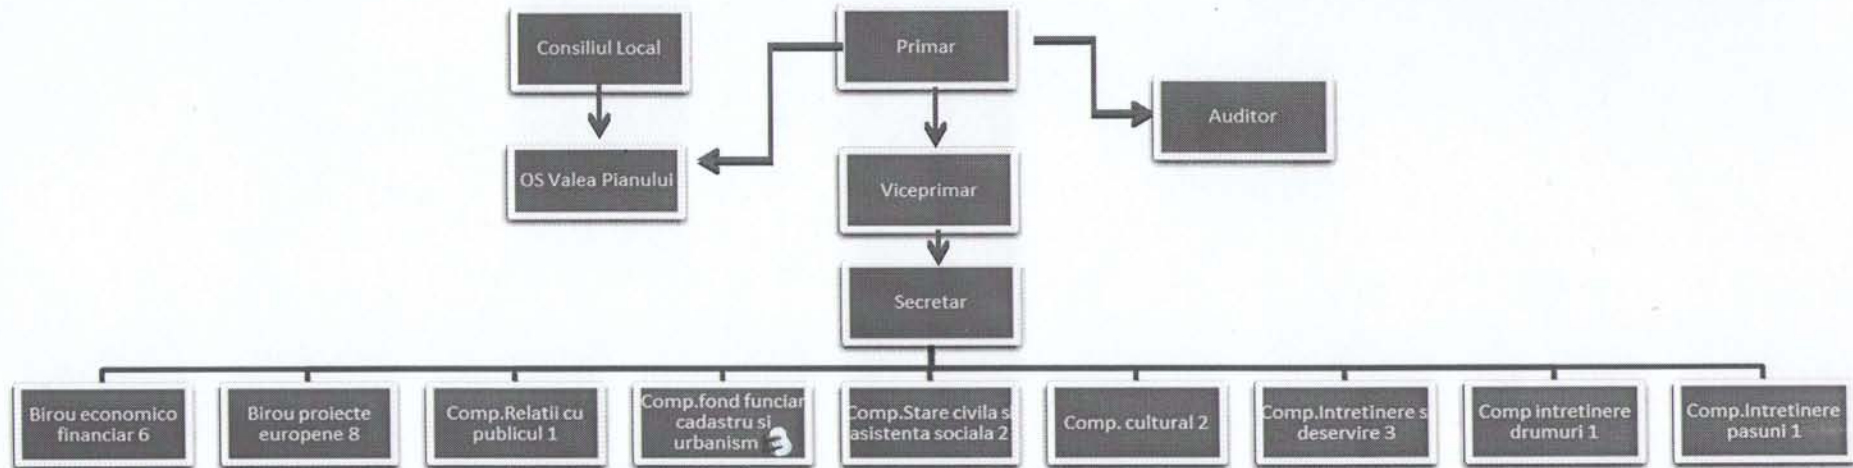 Consiliul Local
Primar
Auditor
OS Valea Pianului
Viceprimar
Secretar
Birou economico
financiar 6
Birou proiecte
europene 8
Comp.Relatii cu
publicul 1
Comp.fond funciar
cadastru si
urbanism 3
Comp.Stare civila s
asistenta sociala 2
Comp. cultural 2
Comp.Intretinere s
deservire 3
Comp intretinere
drumuri 1
Comp.Intretinere
pasuni 1